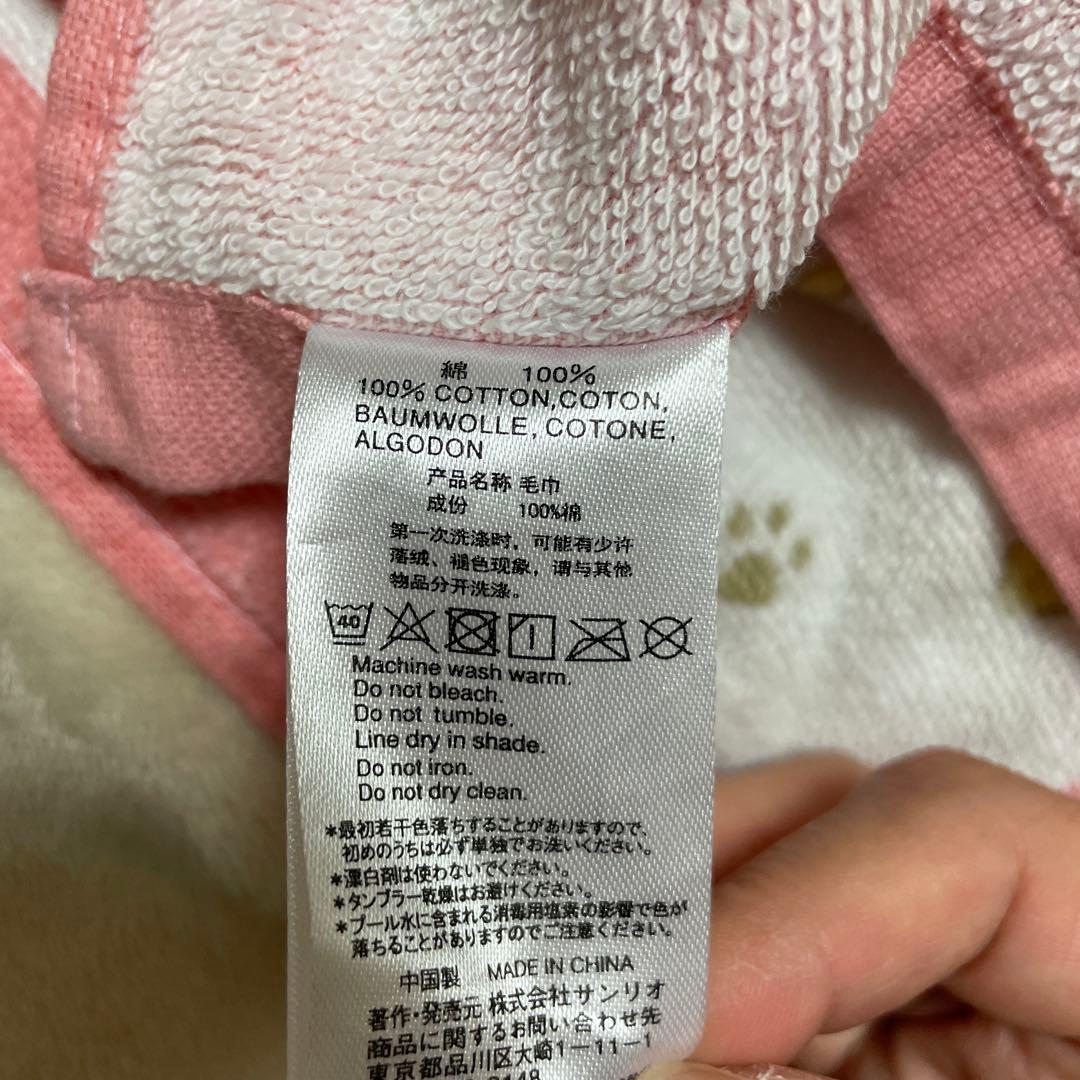 綿 100%
100% COTTON,COTON,
BAUMWOLLE, COTONE,
ALGODON
产品名称 毛巾
成份 100%綿
第一次洗涤时，可能有少许
落绒、褪色现象，请与其他
物品分开洗涤。
40
Machine wash warm.
Do not bleach.
Do not tumble.
Line dry in shade.
Do not iron.
Do not dry clean.
*最初若干色落ちすることがありますので、
初めのうちは必ず単独でお洗いください。
*漂白剤は使わないでください。
*タンブラー乾燥はお避けください。
*プール水に含まれる消毒用塩素の影響で色が
落ちることがありますのでご注意ください。
中国製 MADE IN CHINA
著作・発売元 株式会社サンリオ
商品に関するお問い合わせ先
東京都品川区大崎1-11-1